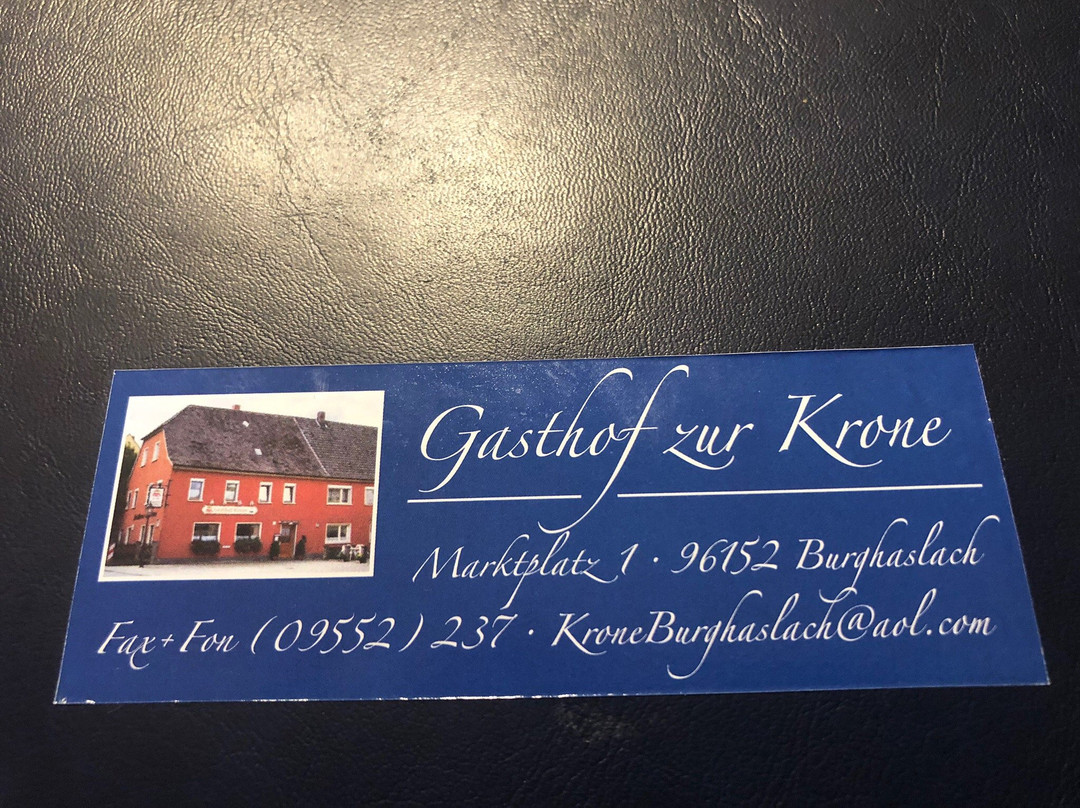 Gasthof zur Krone
Marktplatz 1 · 96152 Burghaslach
Fax+Fon (09552) 237 · KroneBurghaslach@aol.com